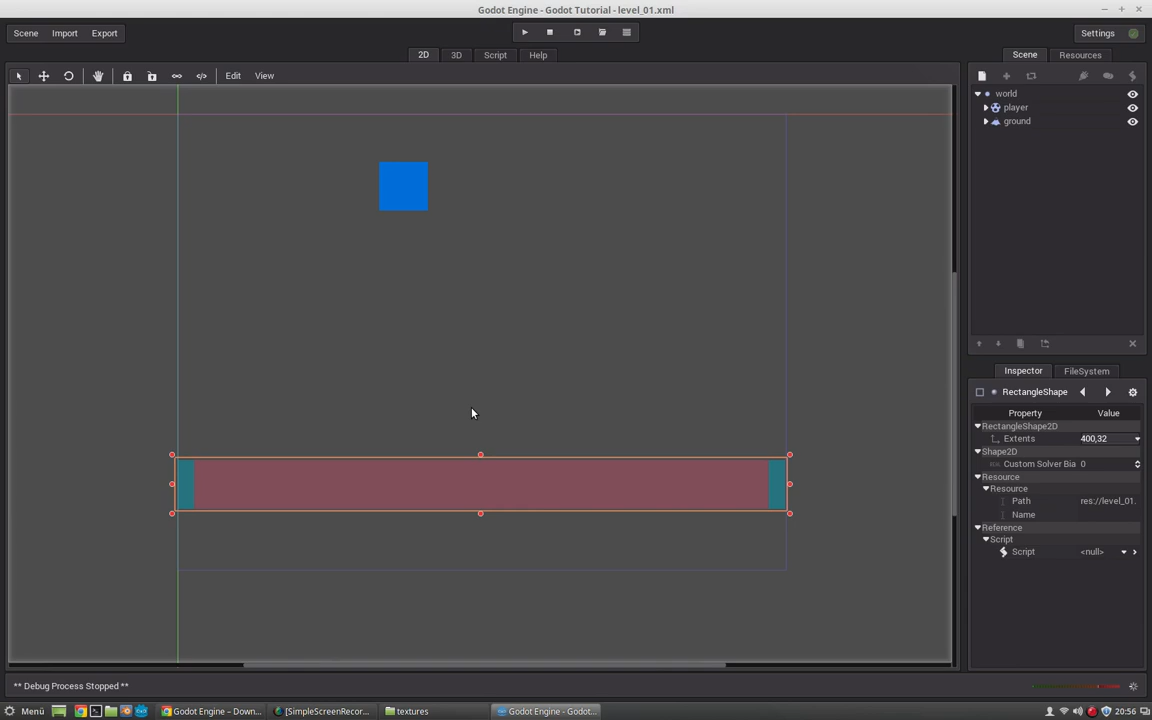 Godot Engine - Godot Tutorial - level_01.xml
Scene Import Export
Settings
2D 3D Script Help
Scene Resources
Edit View
world
player
ground
Inspector FileSystem
RectangleShape
Property Value
RectangleShape2D
Extents 400,32
Shape2D
Custom Solver Bia 0
Resource
Resource
Path res://level_01.
Name
Reference
Script
Script <null>
** Debug Process Stopped **
Menü
Godot Engine – Down...
[SimpleScreenRecor...
textures
Godot Engine - Godot...
20:56